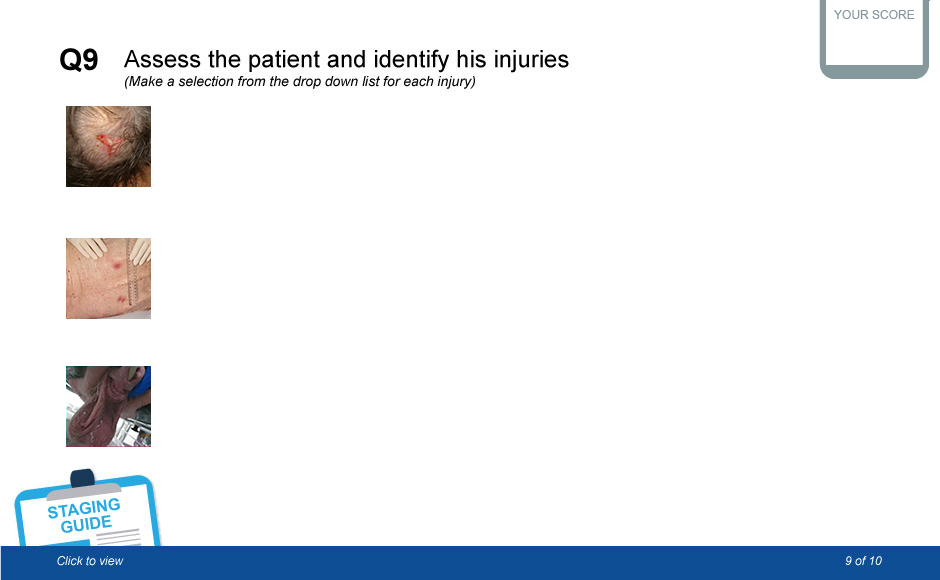 YOUR SCORE
Q9 Assess the patient and identify his injuries
(Make a selection from the drop down list for each injury)
STAGING
GUIDE
Click to view
9 of 10